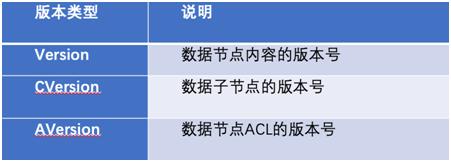 版本类型 说明
Version 数据节点内容的版本号
CVersion 数据子节点的版本号
AVersion 数据节点ACL的版本号